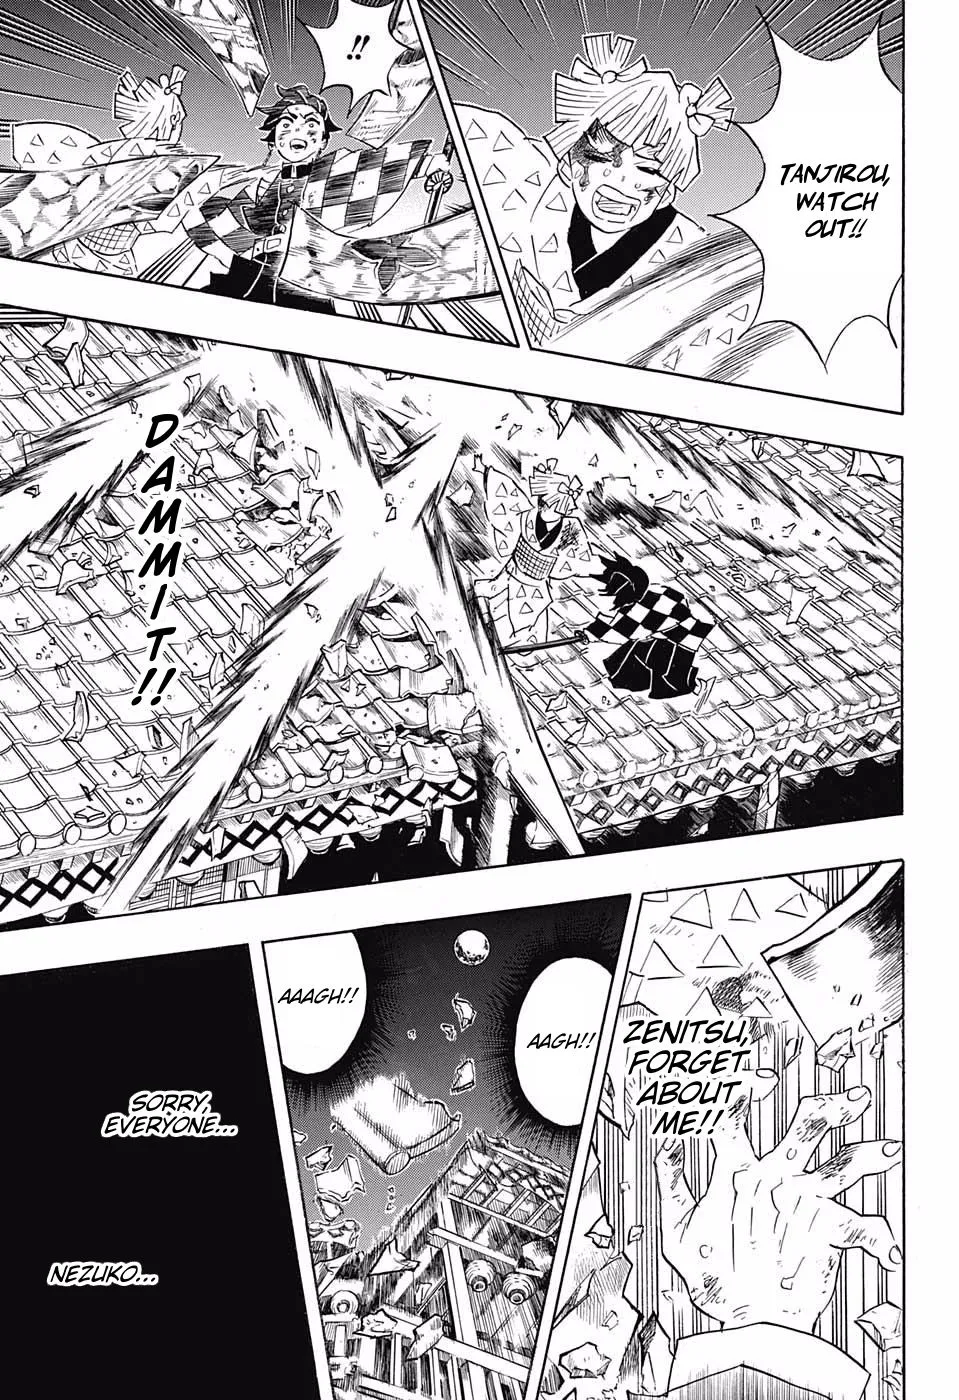 TANJIROU,
WATCH
OUT!!
!!
DAMMIT!!
ZENITSU,
FORGET
ABOUT
ME!!
AAGH!!
AAAGH!!
SORRY,
EVERYONE...
NEZUKO...